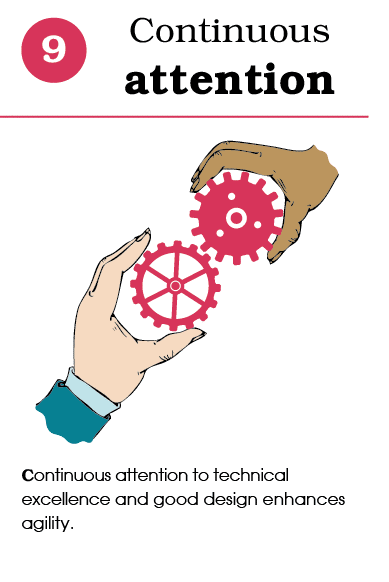 9
Continuous
attention
Continuous attention to technical
excellence and good design enhances
agility.